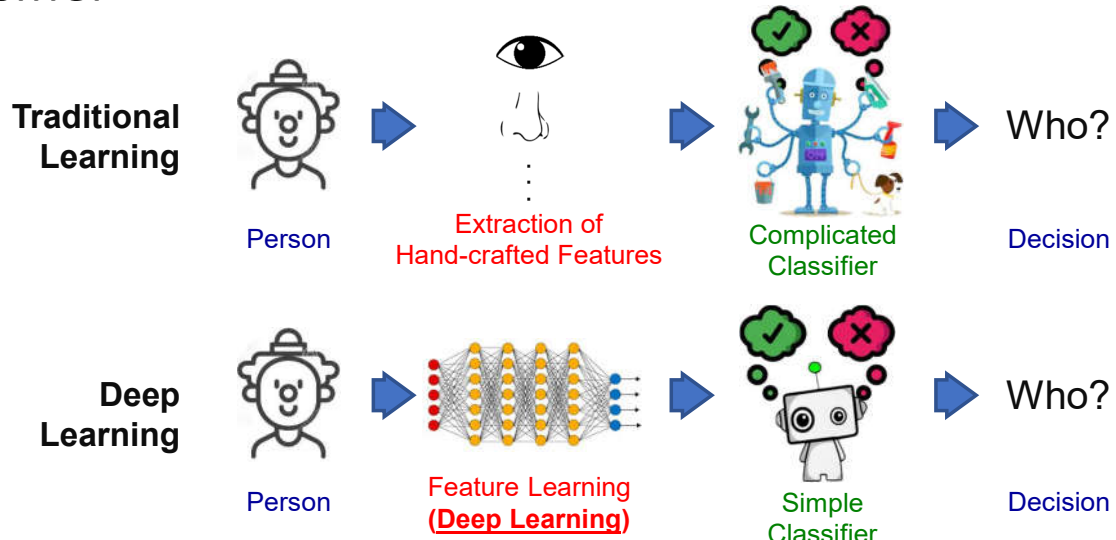 Traditional
Learning
Person
Extraction of
Hand-crafted Features
Complicated
Classifier
Who?
Decision
Deep
Learning
Person
Feature Learning
(Deep Learning)
Simple
Classifier
Who?
Decision